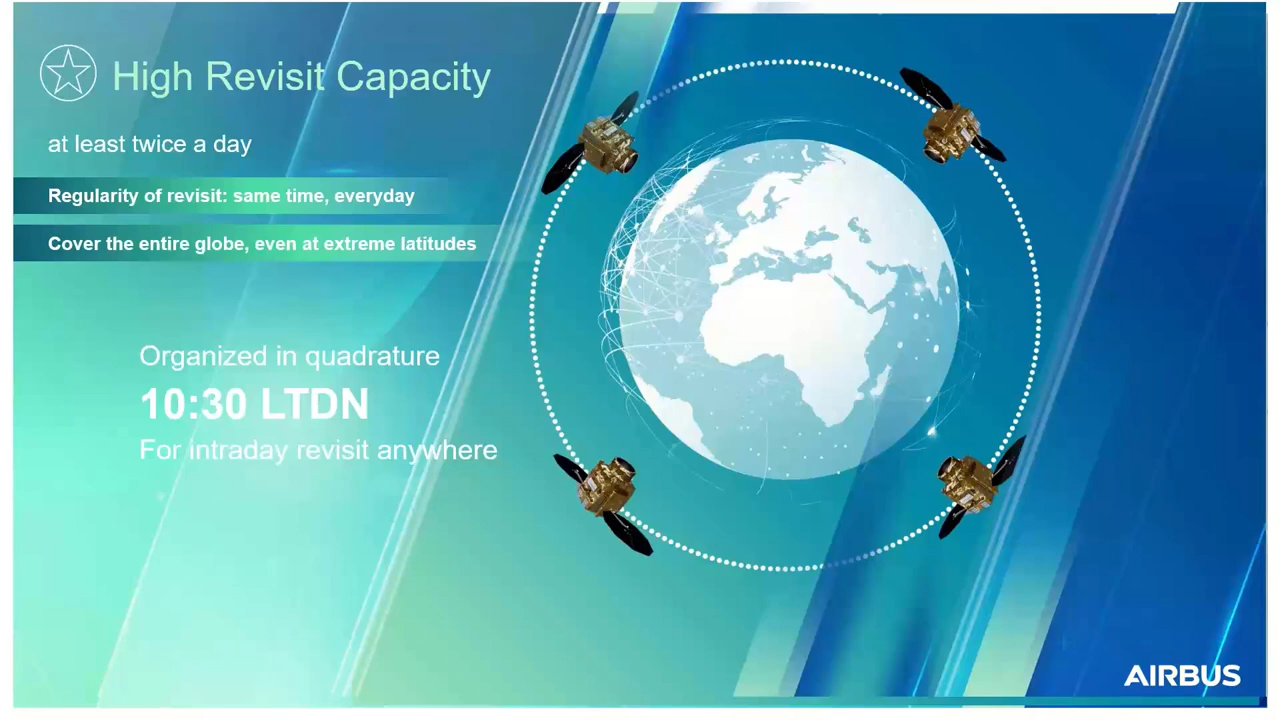 High Revisit Capacity
at least twice a day
Regularity of revisit: same time, everyday
Cover the entire globe, even at extreme latitudes
Organized in quadrature
10:30 LTDN
For intraday revisit anywhere
AIRBUS